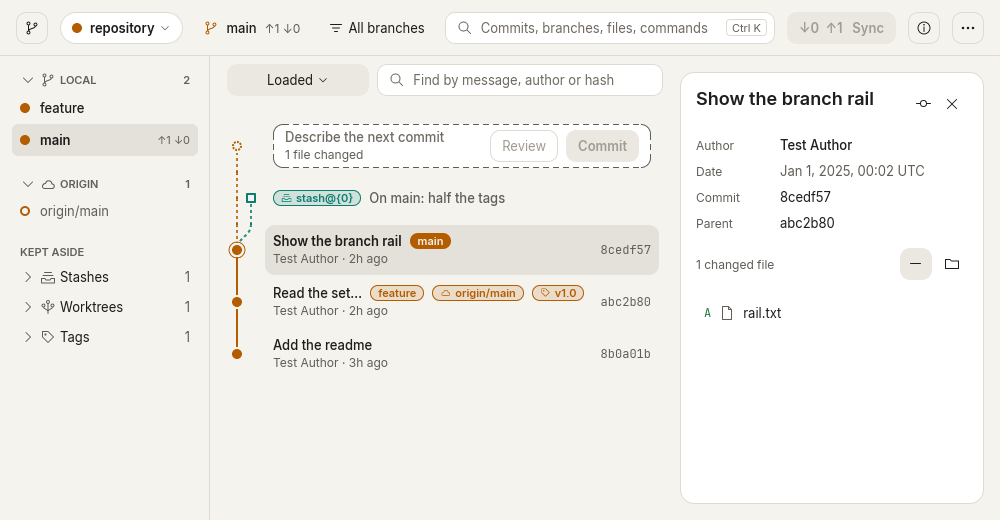 repository main ↑1 ↓0 All branches Commits, branches, files, commands Ctrl K ↓0 ↑1 Sync
LOCAL 2
feature
main ↑1 ↓0
ORIGIN 1
origin/main
KEPT ASIDE
Stashes 1
Worktrees 1
Tags 1
Loaded Find by message, author or hash
Describe the next commit
1 file changed
Review Commit
stash@{0} On main: half the tags
Show the branch rail main
Test Author · 2h ago
8cedf57
Read the set... feature origin/main v1.0
Test Author · 2h ago
abc2b80
Add the readme
Test Author · 3h ago
8b0a01b
Show the branch rail
Author Test Author
Date Jan 1, 2025, 00:02 UTC
Commit 8cedf57
Parent abc2b80
1 changed file
A rail.txt